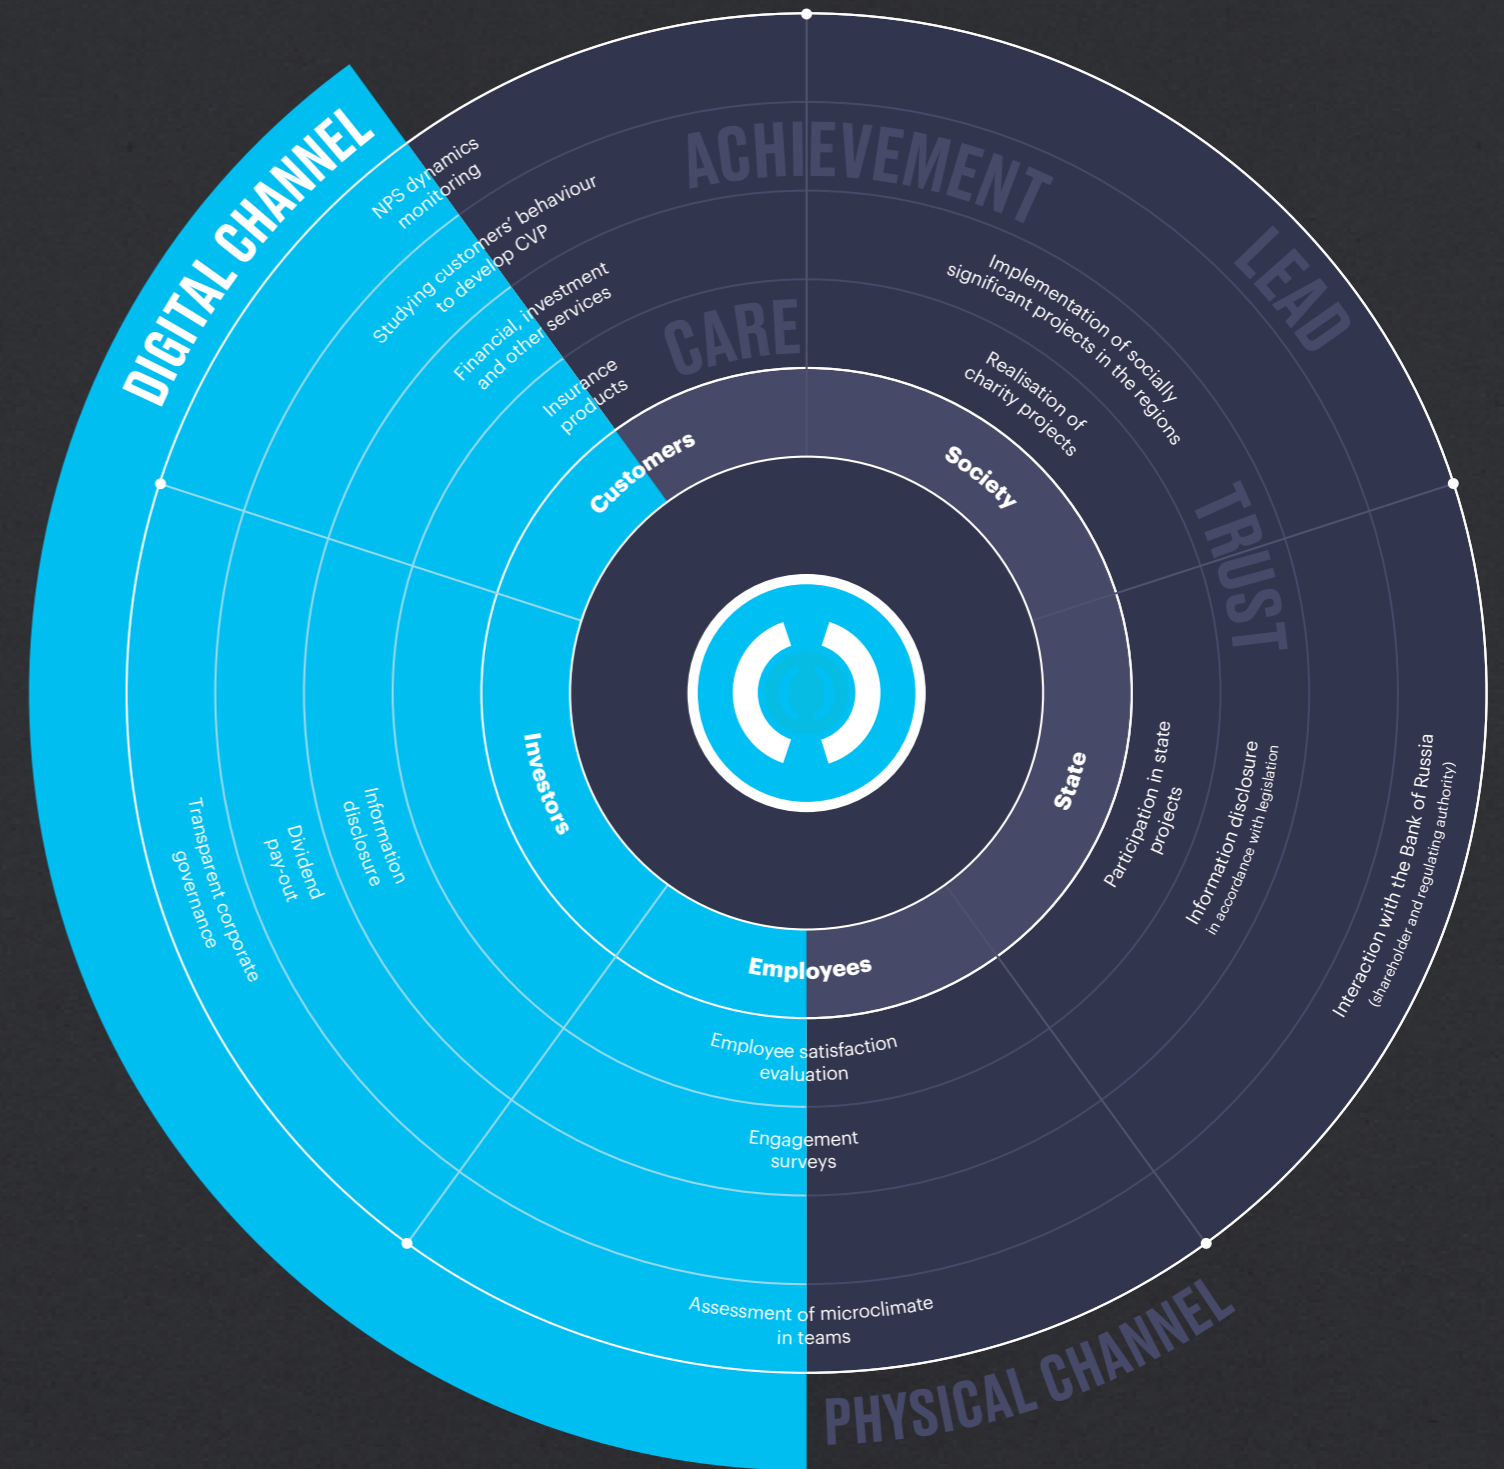 DIGITAL CHANNEL
PHYSICAL CHANNEL
ACHIEVEMENT
LEAD
CARE
TRUST
Customers
NPS dynamics
monitoring
Studying customers’ behaviour
to develop CVP
Financial, investment
and other services
Insurance
products
Society
Implementation of socially
significant projects in the regions
Realisation of
charity projects
State
Participation in state
projects
Information disclosure
in accordance with legislation
Interaction with the Bank of Russia
(shareholder and regulating authority)
Employees
Employee satisfaction
evaluation
Engagement
surveys
Assessment of microclimate
in teams
Investors
Information
disclosure
Dividend
pay-out
Transparent corporate
governance